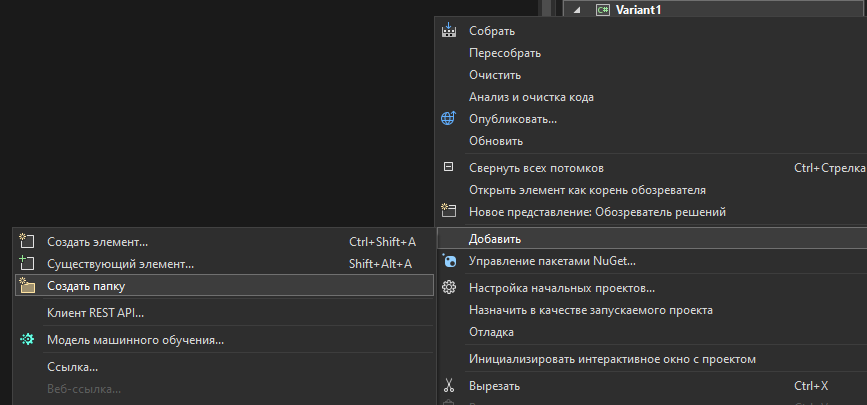 C# Variant1
Собрать
Пересобрать
Очистить
Анализ и очистка кода
Опубликовать...
Обновить
Свернуть всех потомков Ctrl+Стрелка
Открыть элемент как корень обозревателя
Новое представление: Обозреватель решений
Добавить
Управление пакетами NuGet...
Настройка начальных проектов...
Назначить в качестве запускаемого проекта
Отладка
Инициализировать интерактивное окно с проектом
Вырезать Ctrl+X
Создать элемент... Ctrl+Shift+A
Существующий элемент... Shift+Alt+A
Создать папку
Клиент REST API...
Модель машинного обучения...
Ссылка...
Веб-ссылка...